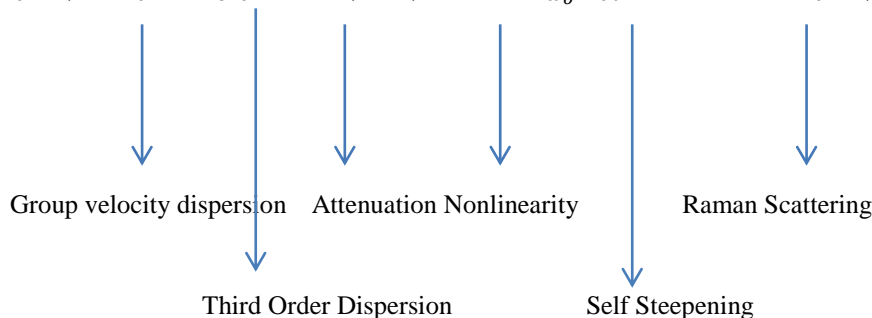 Group velocity dispersion Attenuation Nonlinearity Raman Scattering
Third Order Dispersion Self Steepening